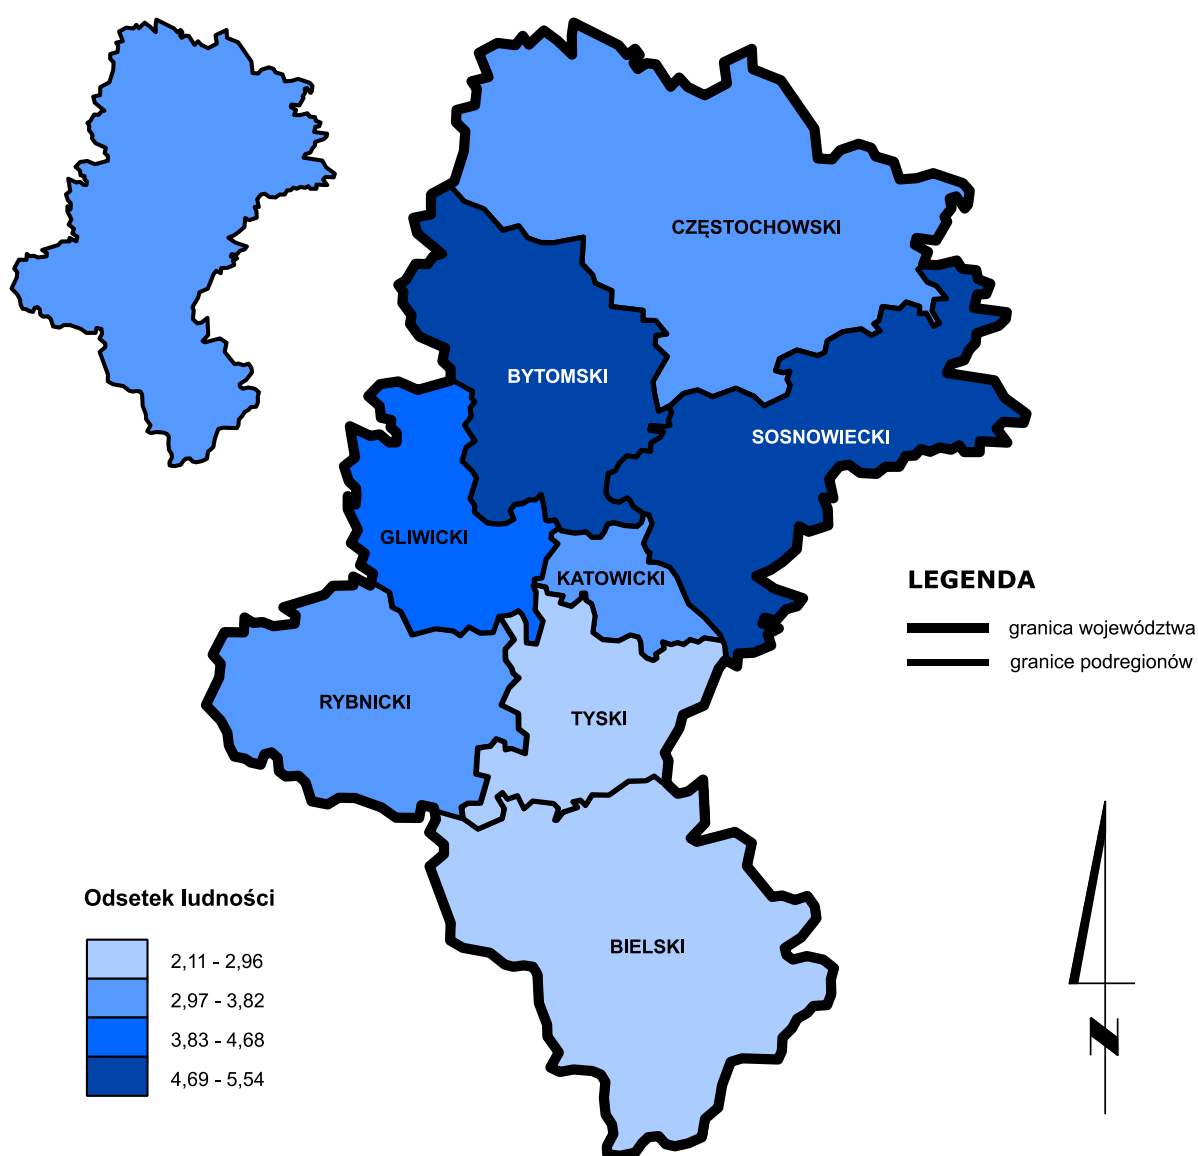 CZĘSTOCHOWSKI
BYTOMSKI
SOSNOWIECKI
GLIWICKI
KATOWICKI
RYBNICKI
TYSKI
BIELSKI
LEGENDA
granica województwa
granice podregionów
Odsetek ludności
2,11 - 2,96
2,97 - 3,82
3,83 - 4,68
4,69 - 5,54
N